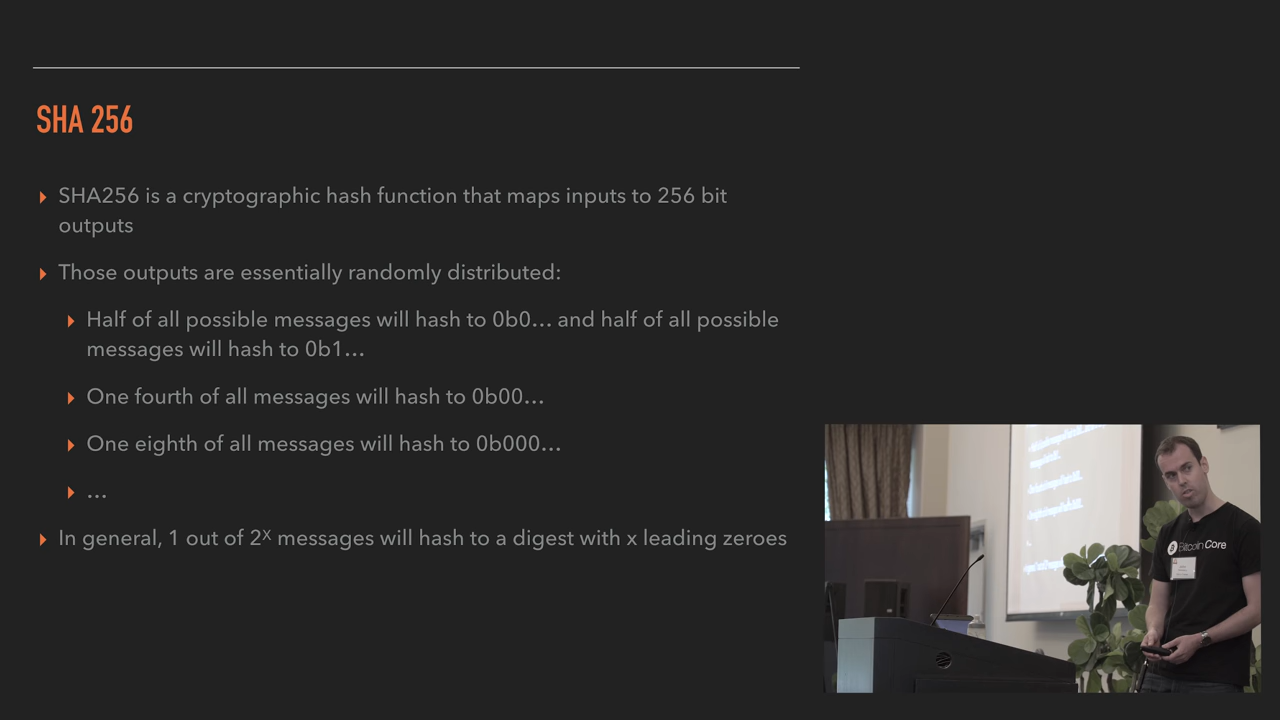 SHA 256
SHA256 is a cryptographic hash function that maps inputs to 256 bit
outputs
Those outputs are essentially randomly distributed:
Half of all possible messages will hash to 0b0… and half of all possible
messages will hash to 0b1…
One fourth of all messages will hash to 0b00…
One eighth of all messages will hash to 0b000…
…
In general, 1 out of 2ˣ messages will hash to a digest with x leading zeroes
Bitcoin Core